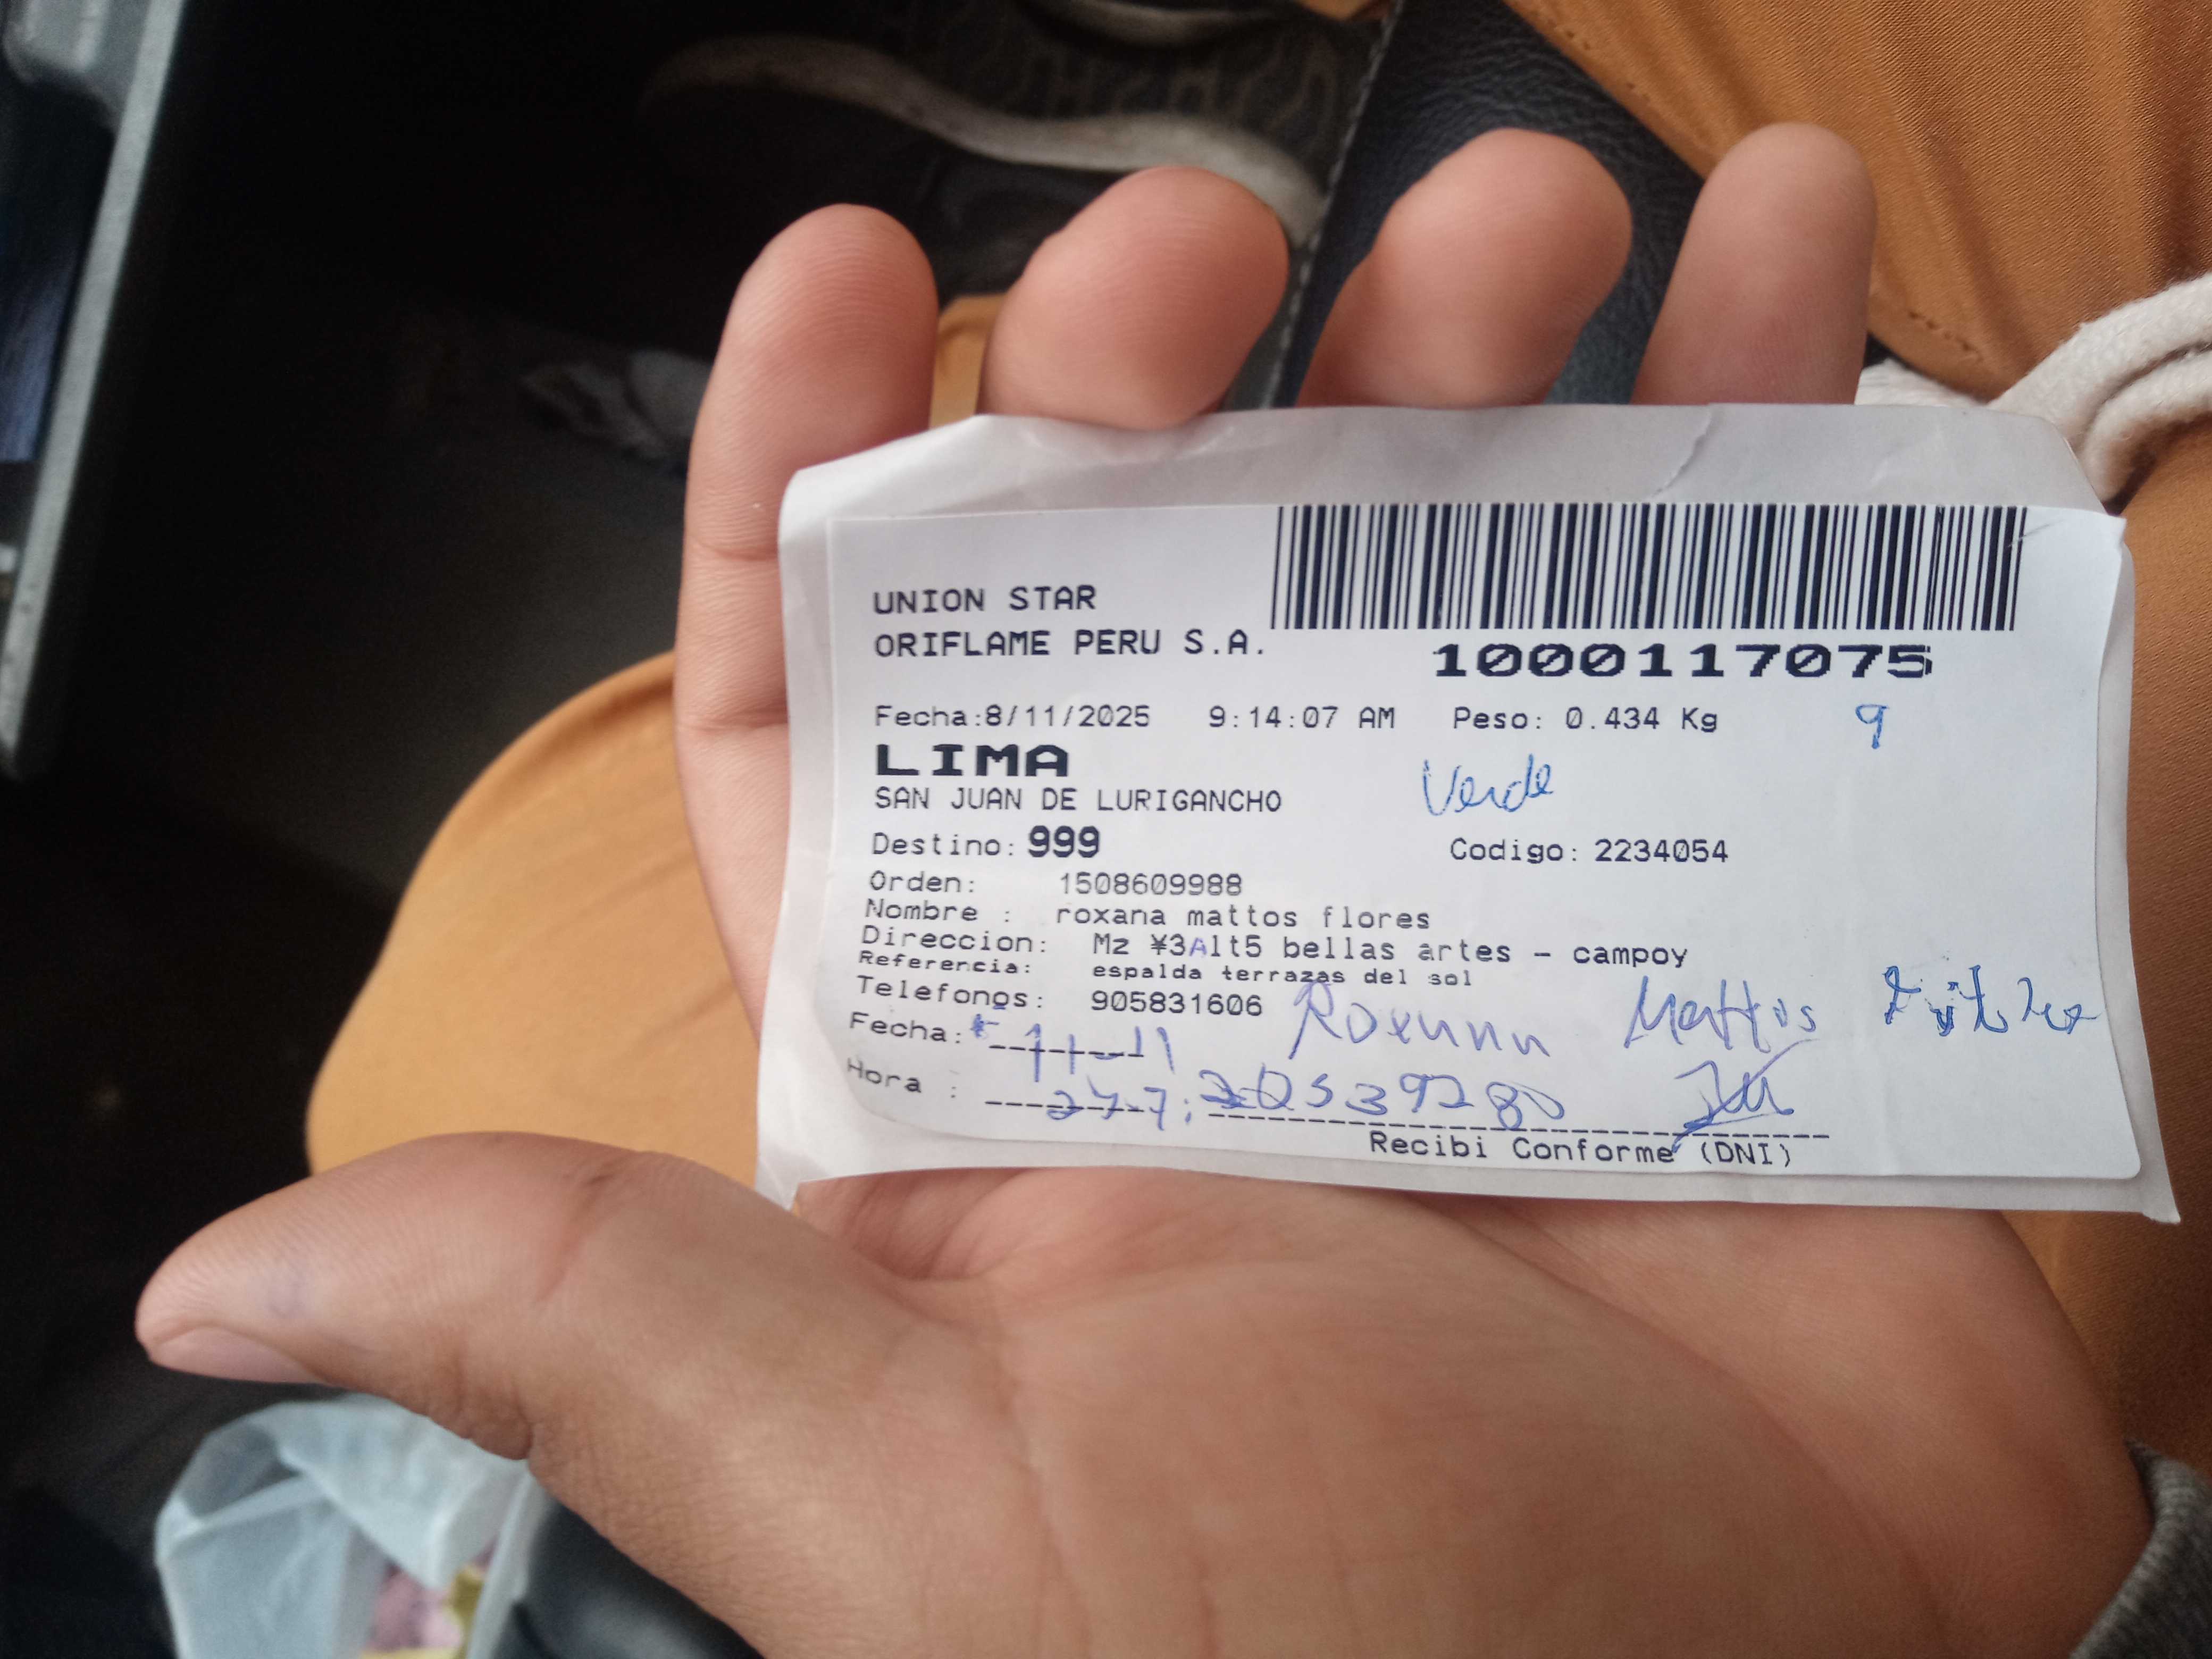 UNION STAR
ORIFLAME PERU S.A.
1000117075
Fecha:8/11/2025 9:14:07 AM Peso: 0.434 Kg 9
LIMA
SAN JUAN DE LURIGANCHO Verde
Destino: 999 Codigo: 2234054
Orden: 1508609988
Nombre : roxana mattos flores
Direccion: Mz ¥3Alt5 bellas artes - campoy
Referencia: espalda terrazas del sol
Telefonos: 905831606
Mattos
Fecha: 11-11
Hora :
Recibi Conforme (DNI)